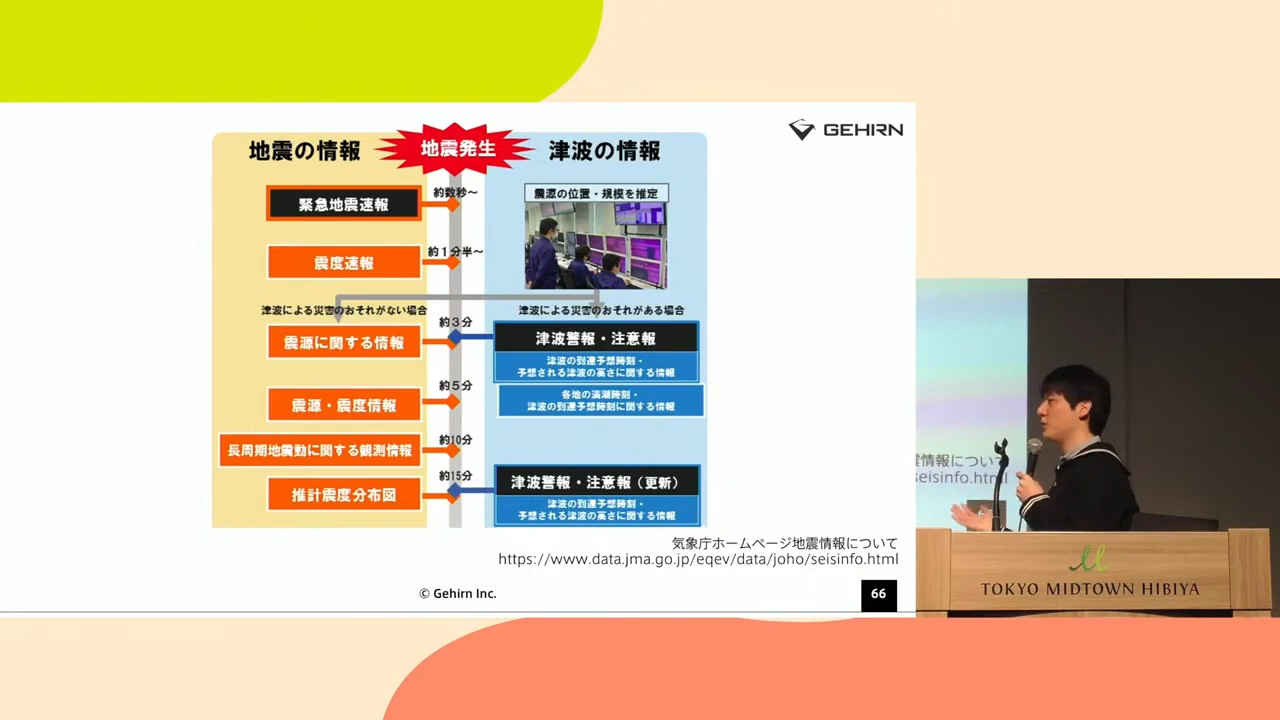 GEHIRN
地震の情報
地震発生
津波の情報
緊急地震速報
約数秒~
震源の位置・規模を推定
震度速報
約1分半~
津波による災害のおそれがない場合
津波による災害のおそれがある場合
約3分
震源に関する情報
津波警報・注意報
津波の到達予想時刻・
予想される津波の高さに関する情報
約5分
震源・震度情報
各地の満潮時刻・
津波の到達予想時刻に関する情報
約10分
長周期地震動に関する観測情報
約15分
推計震度分布図
津波警報・注意報(更新)
津波の到達予想時刻・
予想される津波の高さに関する情報
気象庁ホームページ地震情報について
https://www.data.jma.go.jp/eqev/data/joho/seisinfo.html
© Gehirn Inc.
66
震情報につい
seisinfo.html
TOKYO MIDTOWN HIBIYA